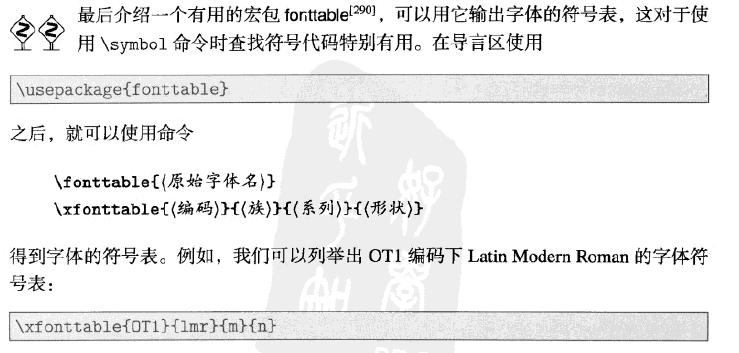 最后介绍一个有用的宏包 fonttable[290]，可以用它输出字体的符号表，这对于使
用 \symbol 命令时查找符号代码特别有用。在导言区使用
\usepackage{fonttable}
之后，就可以使用命令
\fonttable{⟨原始字体名⟩}
\xfonttable{⟨编码⟩}{⟨族⟩}{⟨系列⟩}{⟨形状⟩}
得到字体的符号表。例如，我们可以列举出 OT1 编码下 Latin Modern Roman 的字体符
号表：
\xfonttable{OT1}{lmr}{m}{n}